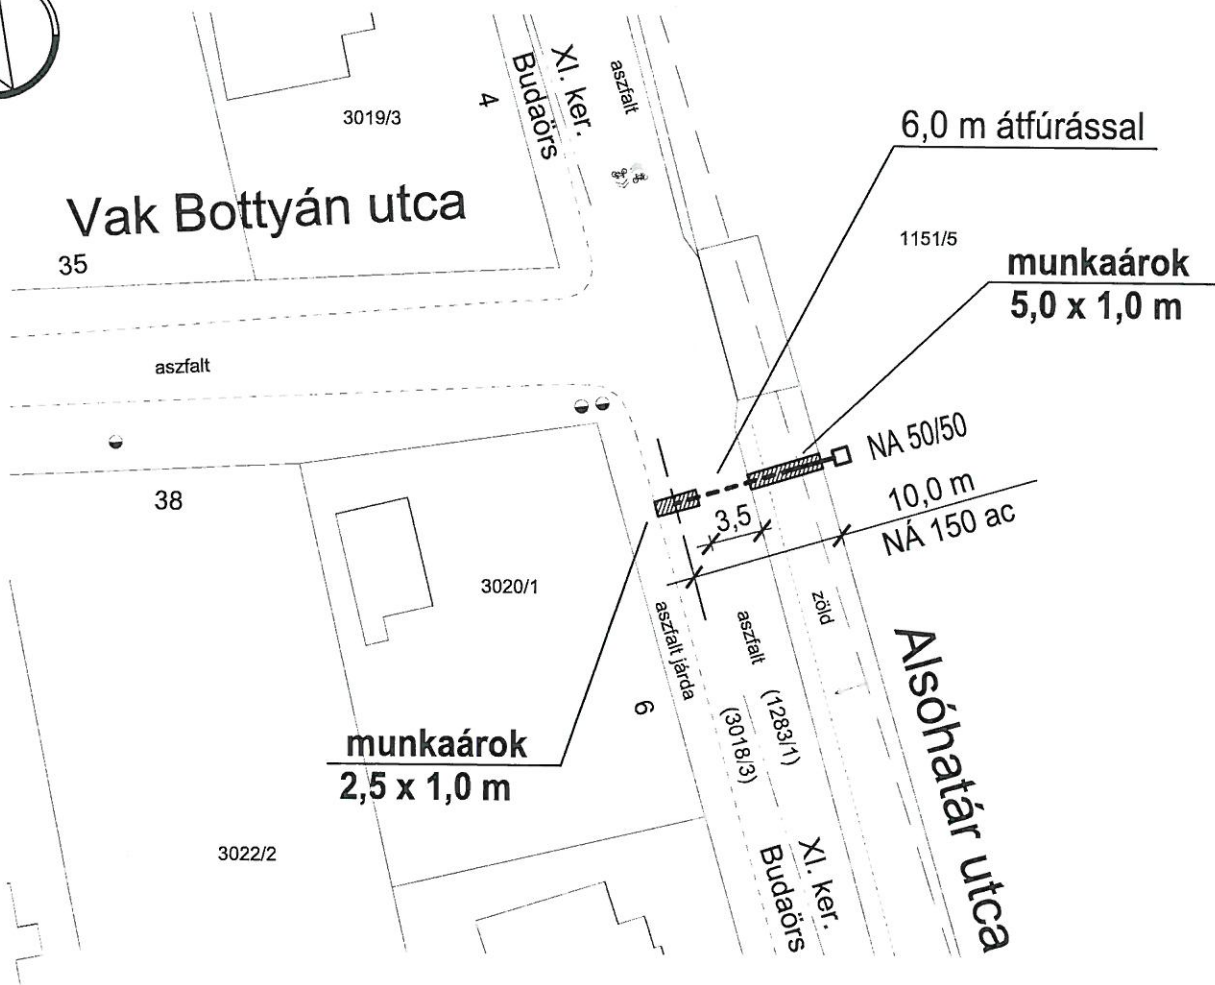 XI. ker.
Budaörs
aszfalt
4
3019/3
6,0 m átfúrással
Vak Bottyán utca
35
1151/5
munkaárok
5,0 x 1,0 m
aszfalt
NA 50/50
38
10,0 m
NÁ 150 ac
3,5
3020/1
aszfalt járda
aszfalt
zöld
6
(3018/3)
(1283/1)
Alsóhatár utca
munkaárok
2,5 x 1,0 m
3022/2
XI. ker.
Budaörs